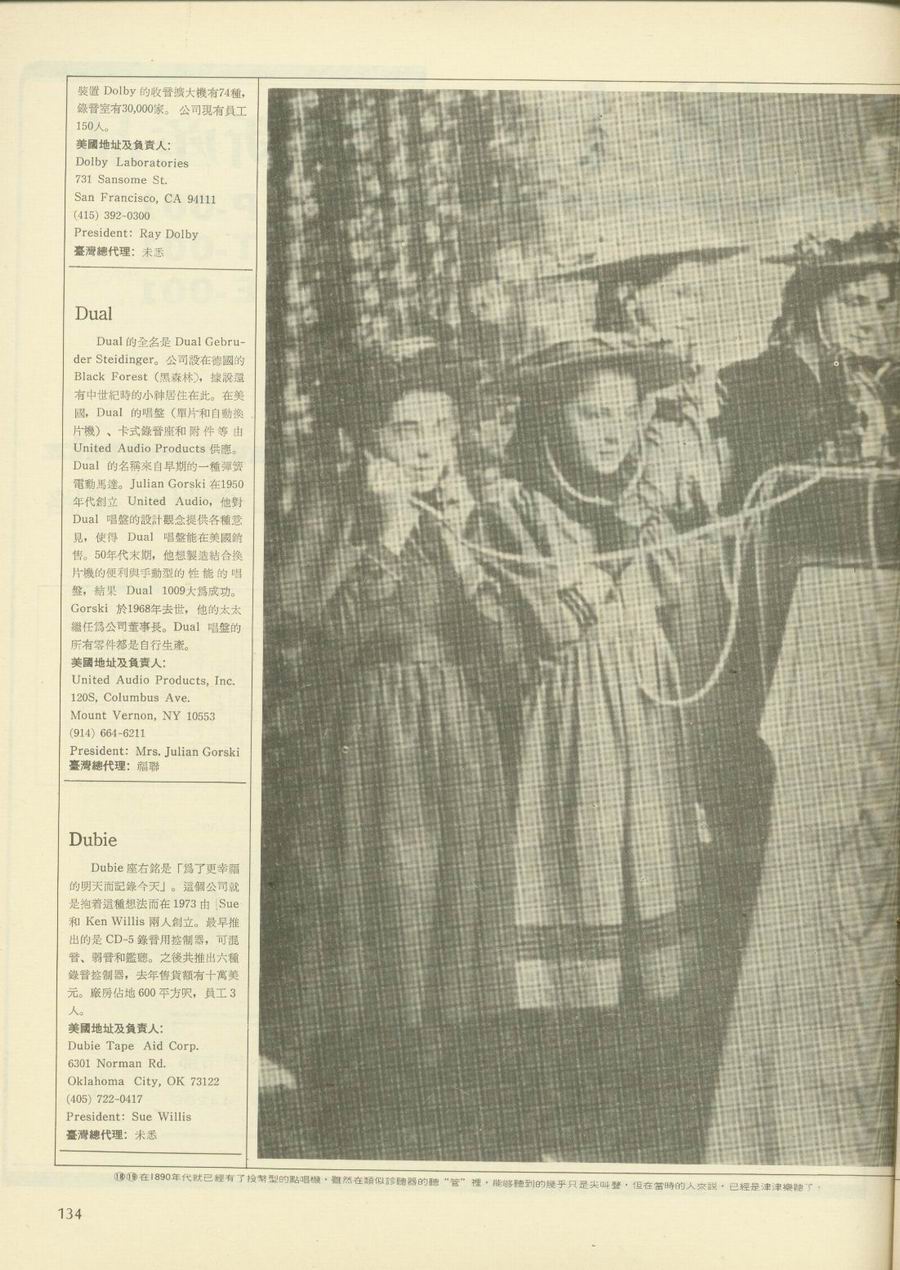 裝置 Dolby 的收音擴大機有74種,
錄音室有30,000家。公司現有員工
150人。
美國地址及負責人：
Dolby Laboratories
731 Sansome St.
San Francisco, CA 94111
(415) 392-0300
President: Ray Dolby
臺灣總代理：未悉
Dual
Dual 的全名是 Dual Gebru-
der Steidinger。公司設在德國的
Black Forest（黑森林），據說還
有中世紀時的小神居住在此。在美
國，Dual 的唱盤（單片和自動換
片機）、卡式錄音座和附件等由
United Audio Products 供應。
Dual 的名稱來自早期的一種彈簧
電動馬達。Julian Gorski 在1950
年代創立 United Audio，他對
Dual 唱盤的設計觀念提供各種意
見，使得 Dual 唱盤能在美國銷
售。50年代末期，他想製造結合換
片機的便利與手動型的性能的唱
盤，結果 Dual 1009大爲成功。
Gorski 於1968年去世，他的太太
繼任爲公司董事長。Dual 唱盤的
所有零件都是自行生產。
美國地址及負責人：
United Audio Products, Inc.
120S, Columbus Ave.
Mount Vernon, NY 10553
(914) 664-6211
President: Mrs. Julian Gorski
臺灣總代理：福聯
Dubie
Dubie 座右銘是「爲了更幸福
的明天而記錄今天」。這個公司就
是抱着這種想法而在 1973 由 Sue
和 Ken Willis 兩人創立。最早推
出的是 CD-5 錄音用控制器，可混
音、弱音和監聽。之後共推出六種
錄音控制器，去年售貨額有十萬美
元。廠房佔地 600 平方呎，員工 3
人。
美國地址及負責人：
Dubie Tape Aid Corp.
6301 Norman Rd.
Oklahoma City, OK 73122
(405) 722-0417
President: Sue Willis
臺灣總代理：未悉
⑱⑲在1890年代就已經有了投幣型的點唱機，雖然在類似診聽器的聽"管"裡，能够聽到的幾乎只是尖叫聲，但在當時的人來說，已經是津津樂聽了。
134